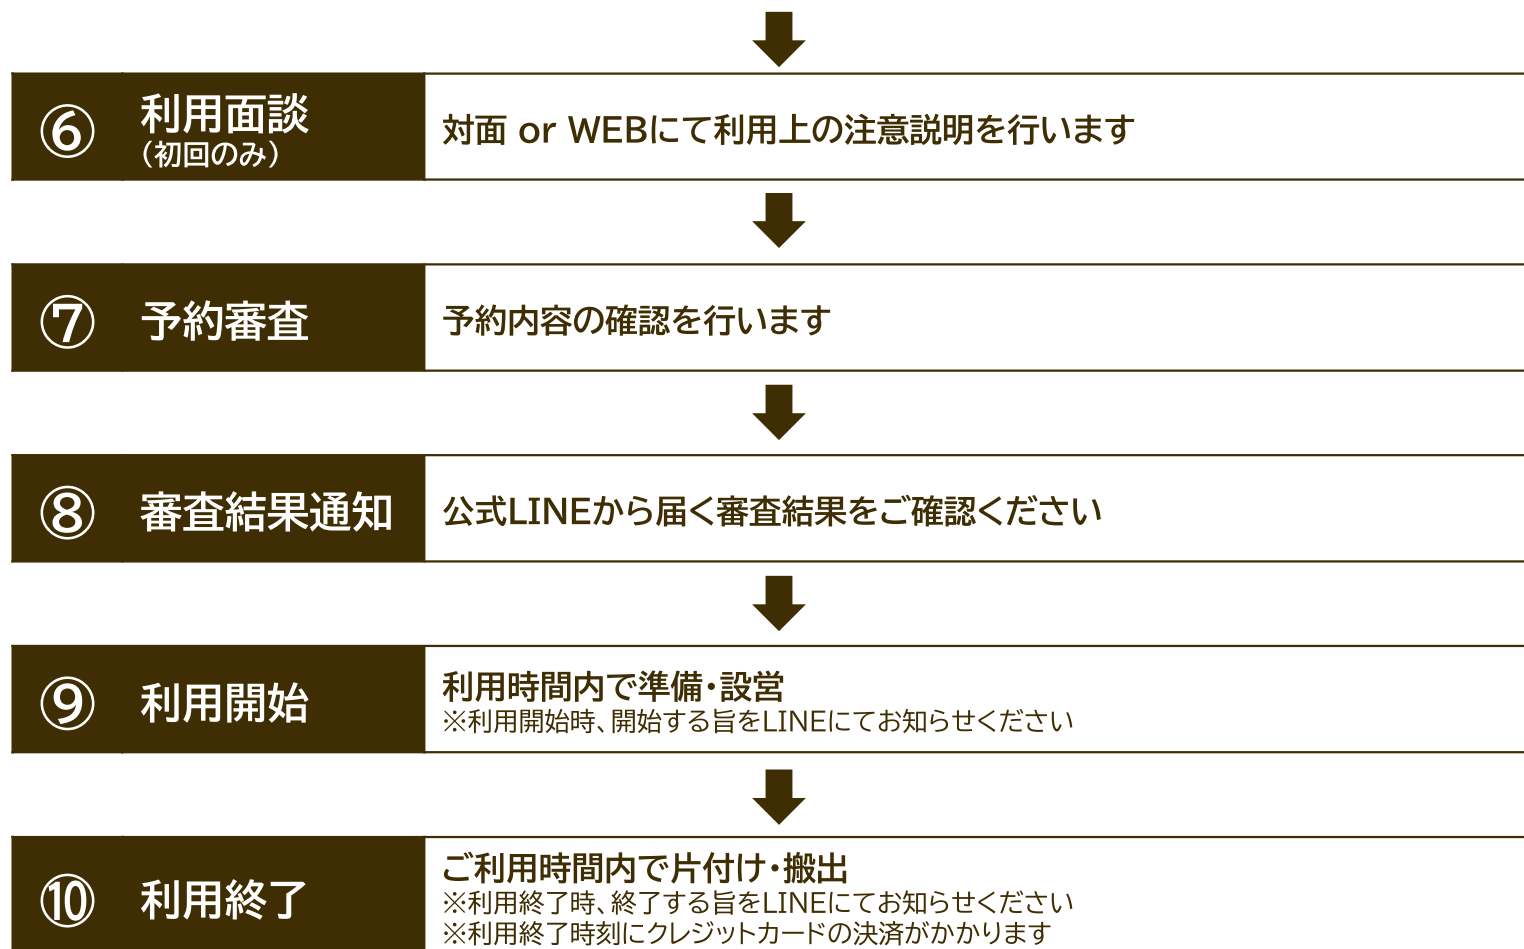 ⑥ 利用面談
（初回のみ）
対面 or WEBにて利用上の注意説明を行います
⑦ 予約審査
予約内容の確認を行います
⑧ 審査結果通知
公式LINEから届く審査結果をご確認ください
⑨ 利用開始
利用時間内で準備・設営
※利用開始時、開始する旨をLINEにてお知らせください
⑩ 利用終了
ご利用時間内で片付け・搬出
※利用終了時、終了する旨をLINEにてお知らせください
※利用終了時刻にクレジットカードの決済がかかります